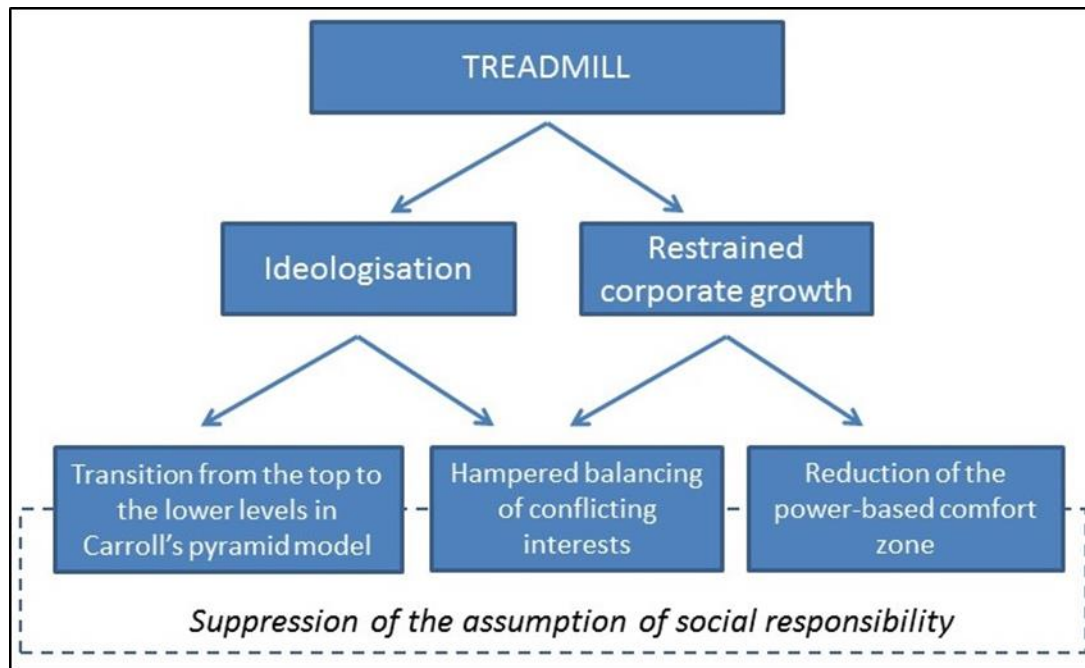 TREADMILL
Ideologisation
Restrained
corporate growth
Transition from the top to
the lower levels in
Carroll's pyramid model
Hampered balancing
of conflicting
interests
Reduction of the
power-based comfort
zone
Suppression of the assumption of social responsibility